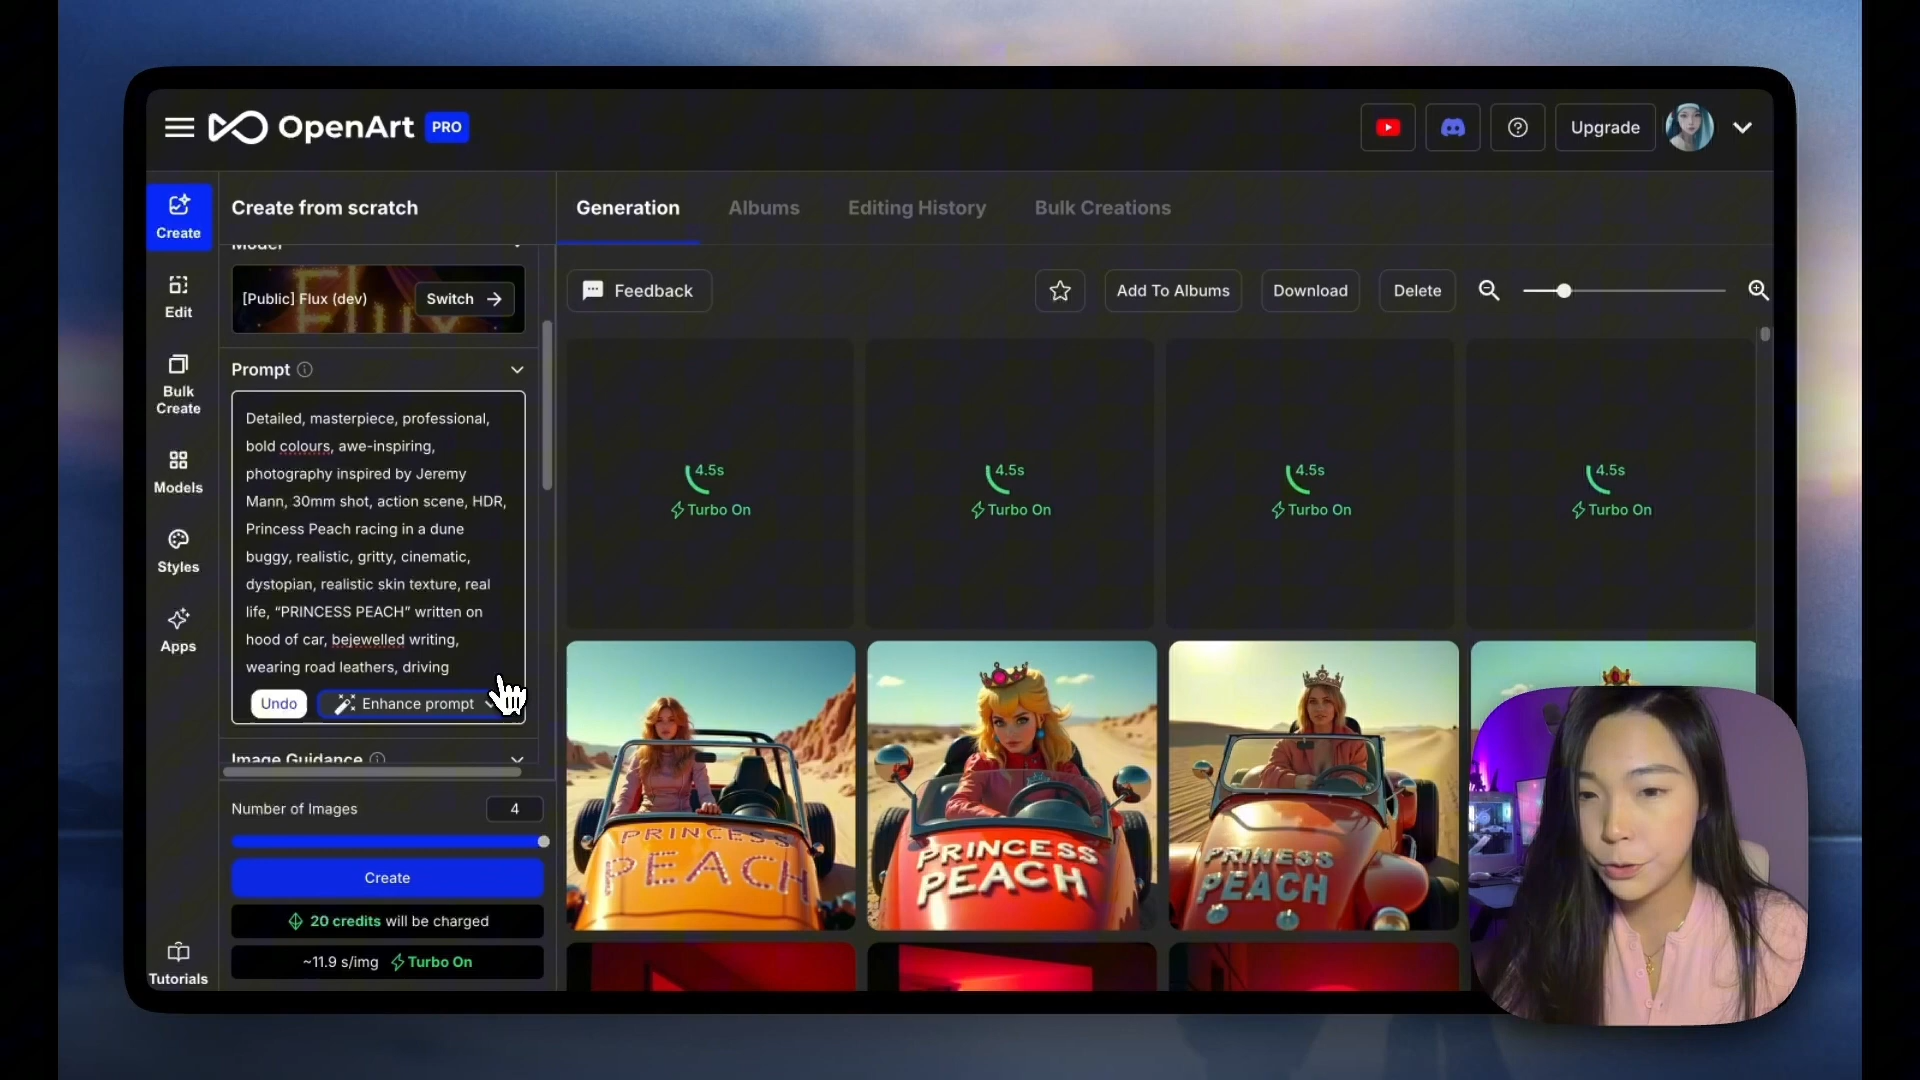 OpenArt PRO
Upgrade
Create
Edit
Bulk
Create
Models
Styles
Apps
Tutorials
Create from scratch
Model
[Public] Flux (dev)
Switch
Prompt
Detailed, masterpiece, professional,
bold colours, awe-inspiring,
photography inspired by Jeremy
Mann, 30mm shot, action scene, HDR,
Princess Peach racing in a dune
buggy, realistic, gritty, cinematic,
dystopian, realistic skin texture, real
life, “PRINCESS PEACH” written on
hood of car, bejewelled writing,
wearing road leathers, driving
Undo
Enhance prompt
Image Guidance
Number of Images 4
Create
20 credits will be charged
~11.9 s/img Turbo On
Generation Albums Editing History Bulk Creations
Feedback
Add To Albums Download Delete
4.5s 4.5s 4.5s 4.5s
Turbo On Turbo On Turbo On Turbo On
PRINCESS
PEACH
PRINCESS
PEACH
PRINESS
PEACH